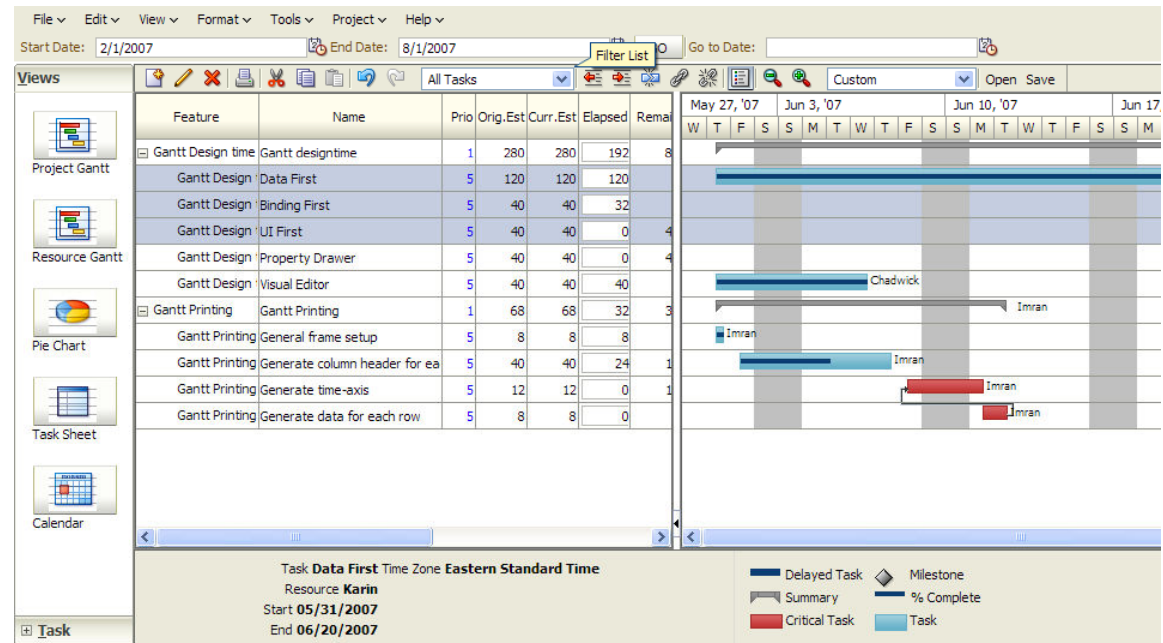 File Edit View Format Tools Project Help
Start Date: 2/1/2007 End Date: 8/1/2007 Go to Date:
Filter List
Views
All Tasks Custom Open Save
Project Gantt
Resource Gantt
Pie Chart
Task Sheet
Calendar
Task
Feature Name Prio Orig.Est Curr.Est Elapsed Remai
Gantt Design time Gantt designtime 1 280 280 192 8
Gantt Design Data First 5 120 120 120
Gantt Design Binding First 5 40 40 32
Gantt Design UI First 5 40 40 0 4
Gantt Design Property Drawer 5 40 40 0 4
Gantt Design Visual Editor 5 40 40 40
Gantt Printing Gantt Printing 1 68 68 32 3
Gantt Printing General frame setup 5 8 8 8
Gantt Printing Generate column header for ea 5 40 40 24 1
Gantt Printing Generate time-axis 5 12 12 0 1
Gantt Printing Generate data for each row 5 8 8 0
May 27, '07 Jun 3, '07 Jun 10, '07 Jun 17,
W T F S S M T W T F S S M T W T F S S M
Chadwick
Imran
Imran
Imran
Imran
Imran
Task Data First Time Zone Eastern Standard Time
Resource Karin
Start 05/31/2007
End 06/20/2007
Delayed Task Milestone
Summary % Complete
Critical Task Task